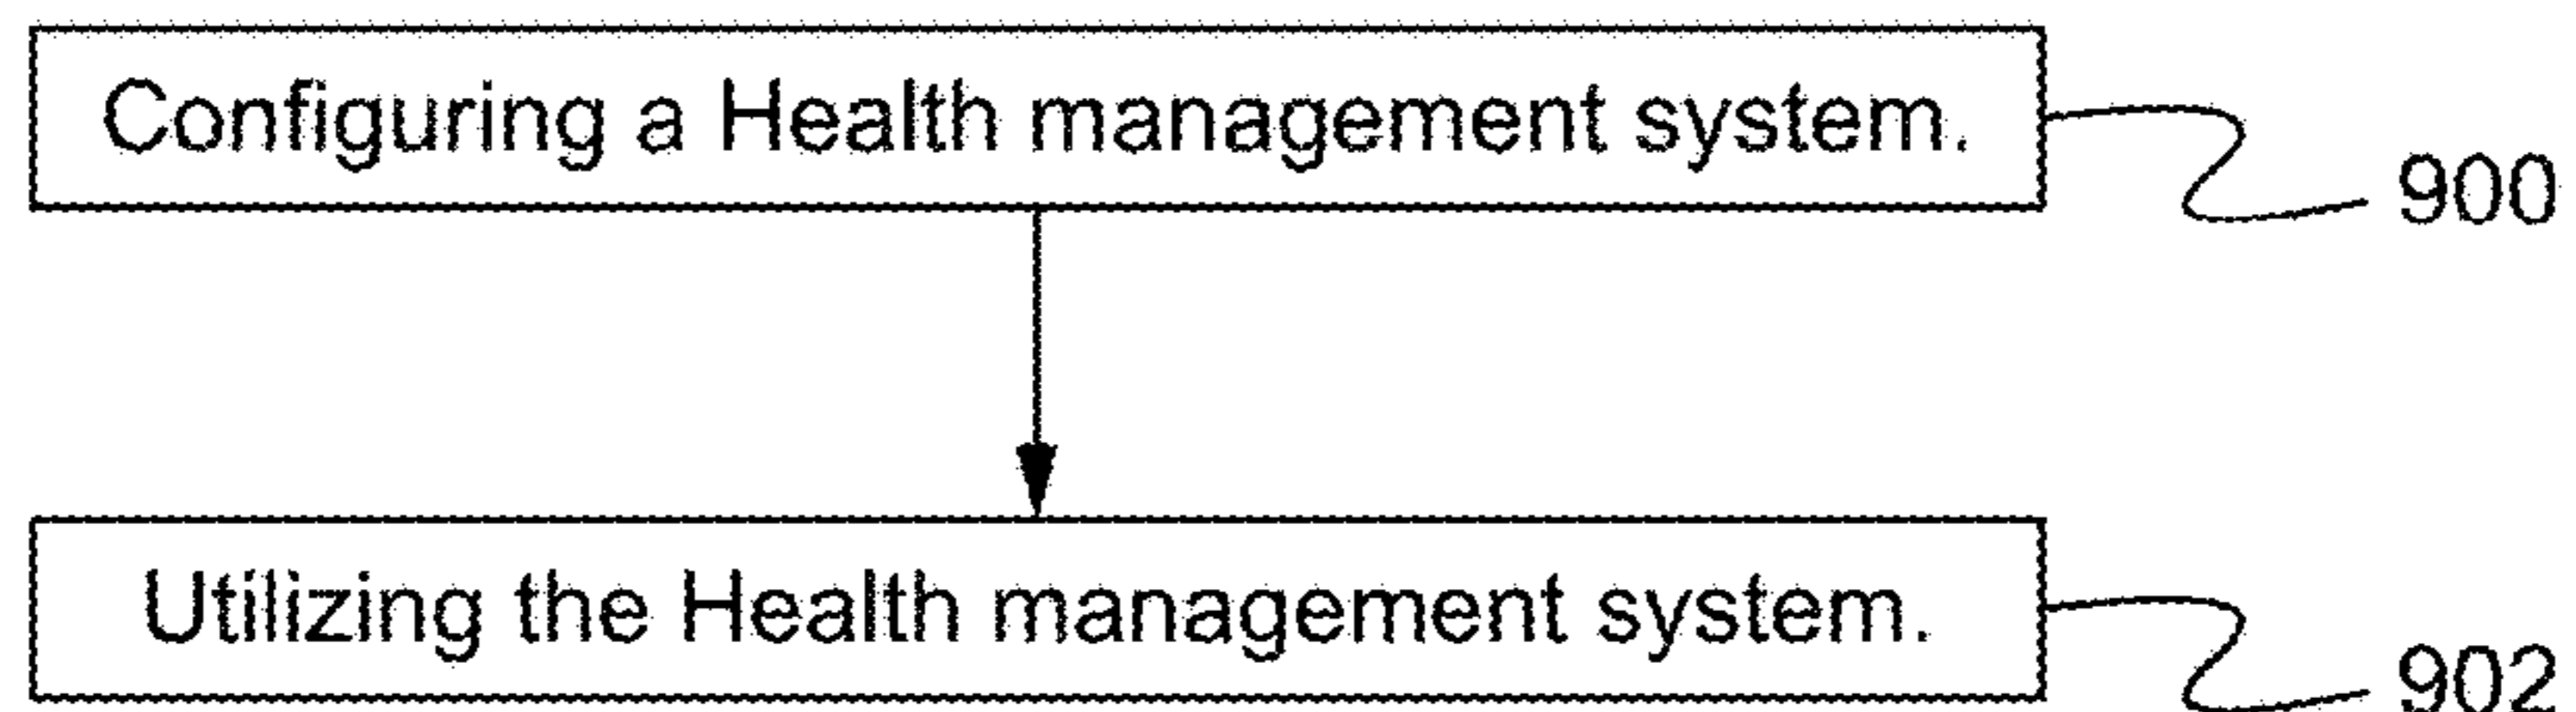 Configuring a Health management system.
900
Utilizing the Health management system.
902